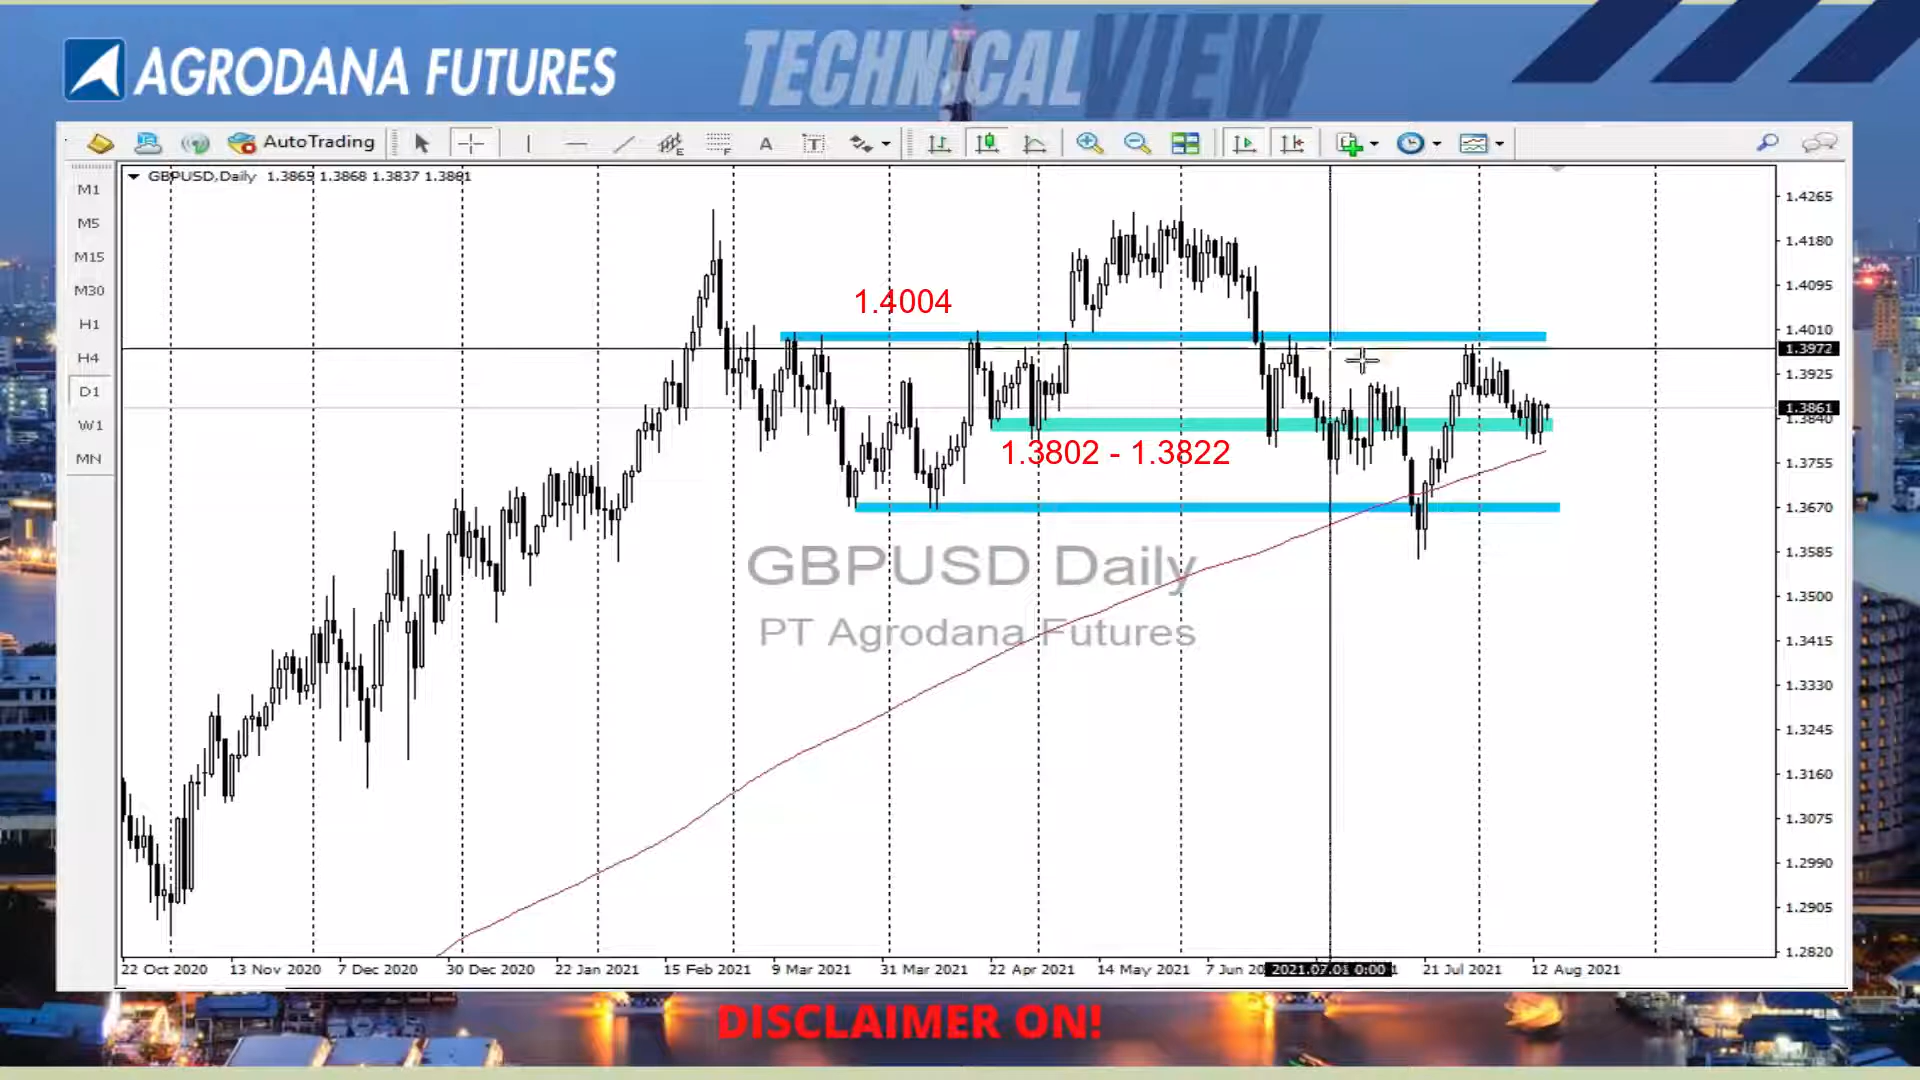 AGRODANA FUTURES
TECHNICAL VIEW
AutoTrading
GBPUSD,Daily 1.3865 1.3868 1.3837 1.3861
M1
M5
M15
M30
H1
H4
D1
W1
MN
1.4004
1.3802 - 1.3822
GBPUSD Daily
PT Agrodana Futures
1.4265
1.4180
1.4095
1.4010
1.3972
1.3925
1.3861
1.3840
1.3755
1.3670
1.3585
1.3500
1.3415
1.3330
1.3245
1.3160
1.3075
1.2990
1.2905
1.2820
22 Oct 2020 13 Nov 2020 7 Dec 2020 30 Dec 2020 22 Jan 2021 15 Feb 2021 9 Mar 2021 31 Mar 2021 22 Apr 2021 14 May 2021 7 Jun 20 2021.07.01 0:00 1 21 Jul 2021 12 Aug 2021
DISCLAIMER ON!